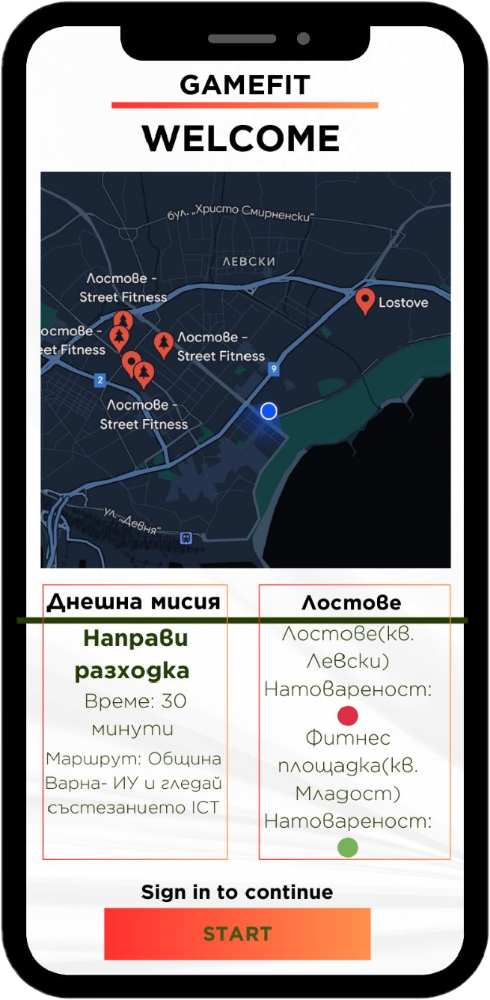 GAMEFIT
WELCOME
бул. „Христо Смирненски“
ЛЕВСКИ
Лостове -
Street Fitness
Lostove
остове -
eet Fitness
Лостове -
Street Fitness
9
2
Лостове -
Street Fitness
ул. „Девня“
Днешна мисия
Направи
разходка
Време: 30
минути
Маршрут: Община
Варна- ИУ и гледай
състезанието ICT
Лостове
Лостове(кв.
Левски)
Натовареност:
Фитнес
площадка(кв.
Младост)
Натовареност:
Sign in to continue
START